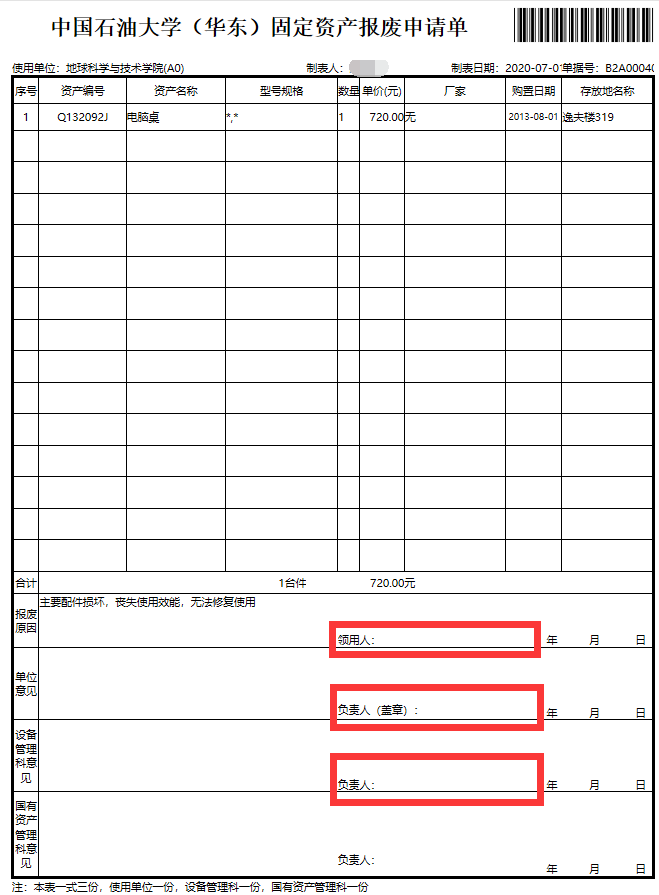 中国石油大学（华东）固定资产报废申请单
使用单位：地球科学与技术学院(A0) 制表人： 制表日期：2020-07-01 单据号：B2A0004
序号 资产编号 资产名称 型号规格 数量 单价(元) 厂家 购置日期 存放地名称
1 Q132092J 电脑桌 *,* 1 720.00 无 2013-08-01 逸夫楼319
合计 1台件 720.00元
报废原因 主要配件损坏，丧失使用效能，无法修复使用
领用人： 年 月 日
单位意见
负责人（盖章）： 年 月 日
设备管理科意见
负责人： 年 月 日
国有资产管理科意见
负责人： 年 月 日
注：本表一式三份，使用单位一份，设备管理科一份，国有资产管理科一份